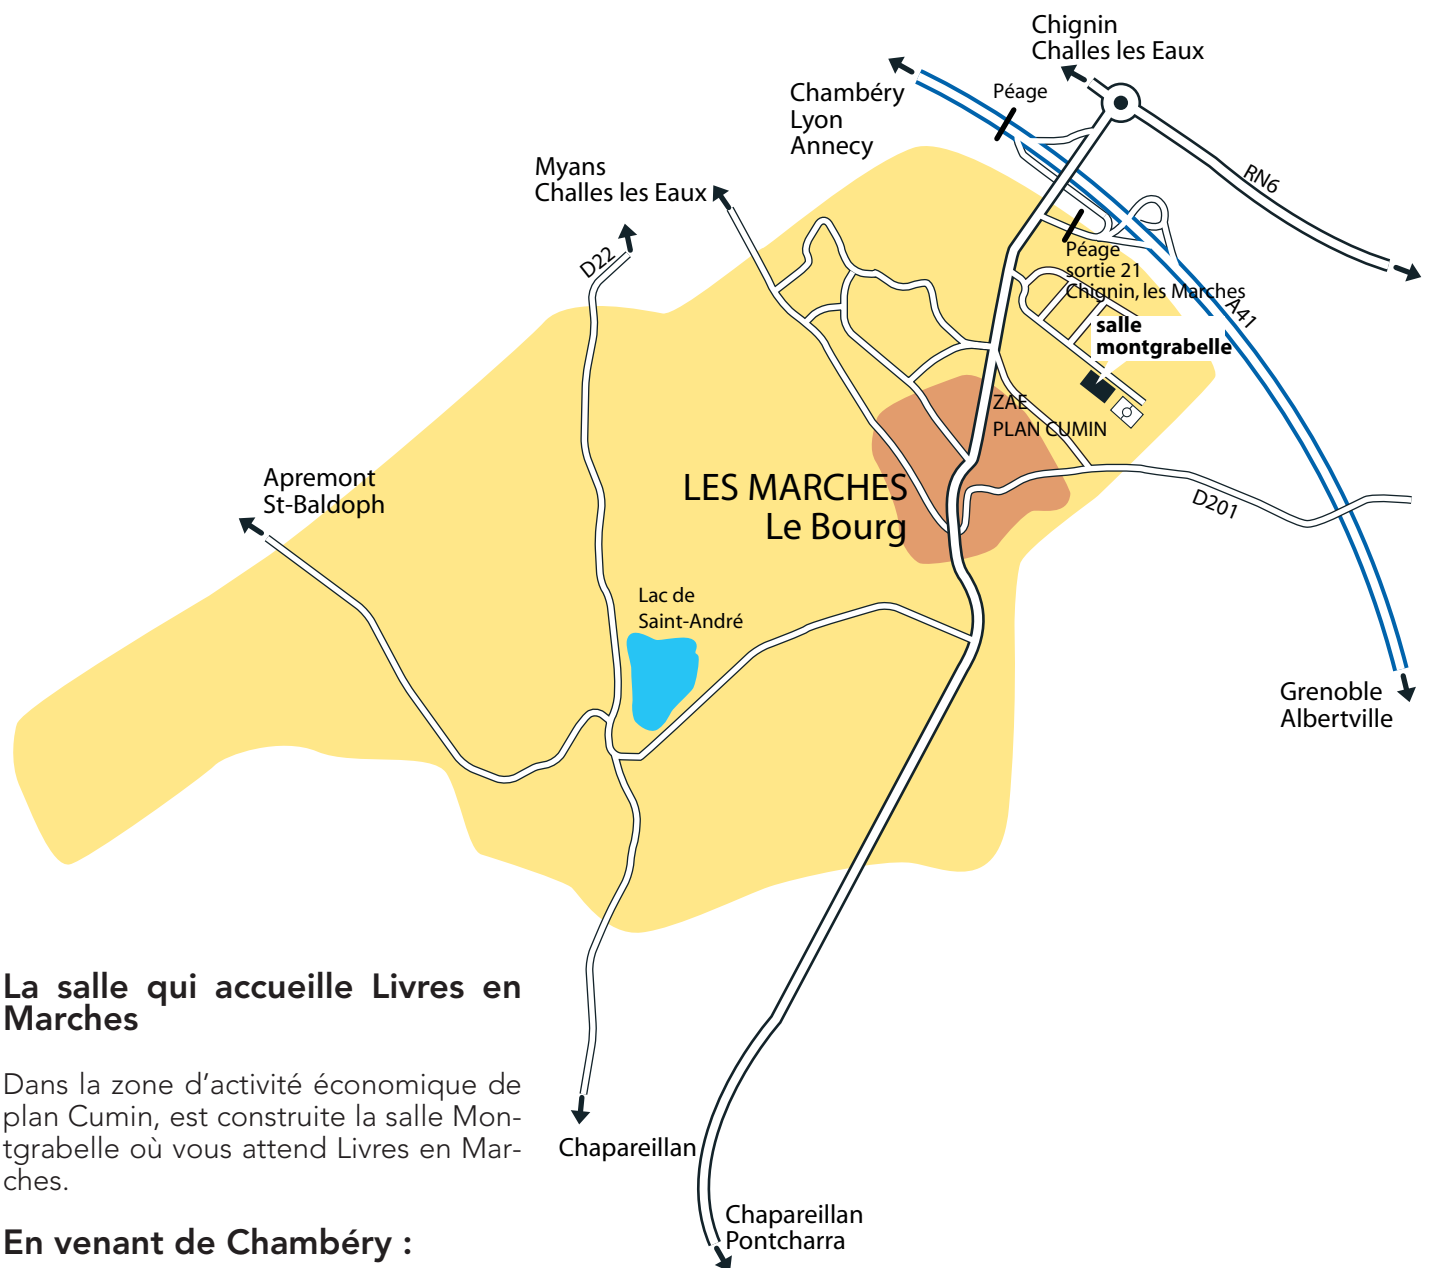 Chignin
Challes les Eaux
Péage
Chambéry
Lyon
Annecy
Myans
Challes les Eaux
RN6
D22
Péage
sortie 21
Chignin, les Marches
A41
salle
montgrabelle
ZAE
PLAN CUMIN
LES MARCHES
Le Bourg
Apremont
St-Baldoph
D201
Lac de
Saint-André
Grenoble
Albertville
La salle qui accueille Livres en
Marches
Dans la zone d’activité économique de
plan Cumin, est construite la salle Mon-
tgrabelle où vous attend Livres en Mar-
ches.
Chapareillan
Chapareillan
Pontcharra
En venant de Chambéry :